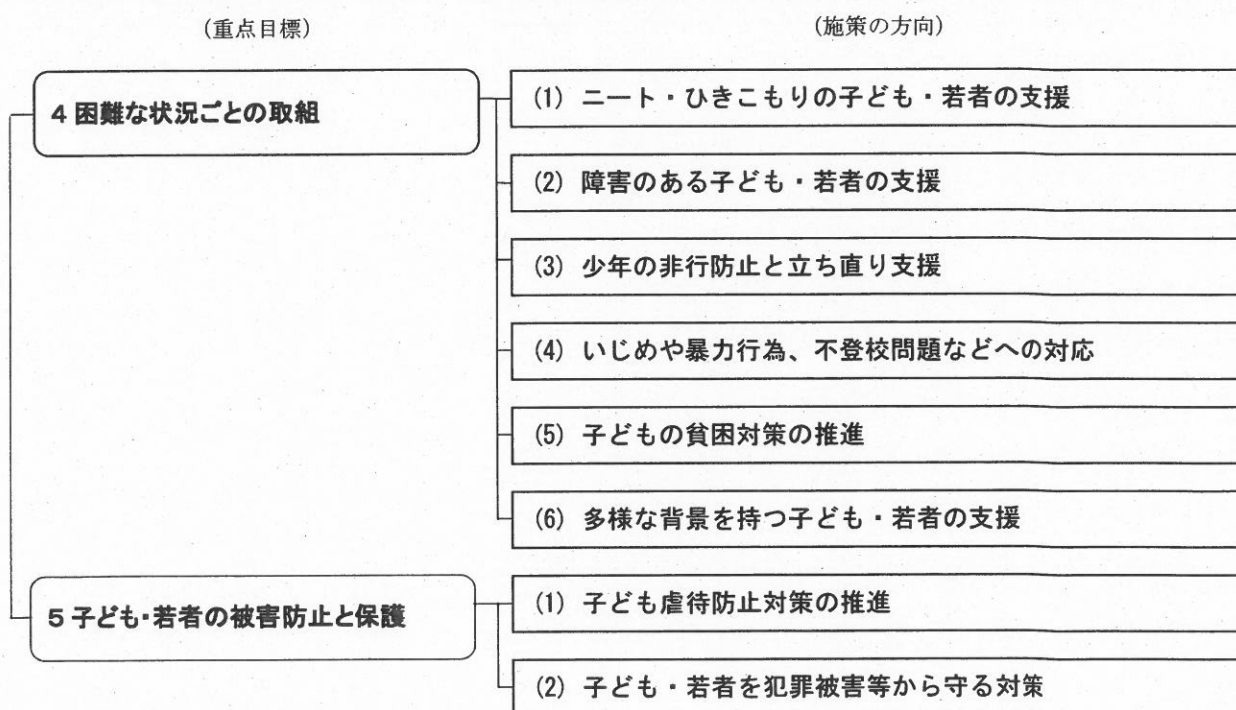 (重点目標)
(施策の方向)
4 困難な状況ごとの取組
(1) ニート・ひきこもりの子ども・若者の支援
(2) 障害のある子ども・若者の支援
(3) 少年の非行防止と立ち直り支援
(4) いじめや暴力行為、不登校問題などへの対応
(5) 子どもの貧困対策の推進
(6) 多様な背景を持つ子ども・若者の支援
5 子ども・若者の被害防止と保護
(1) 子ども虐待防止対策の推進
(2) 子ども・若者を犯罪被害等から守る対策